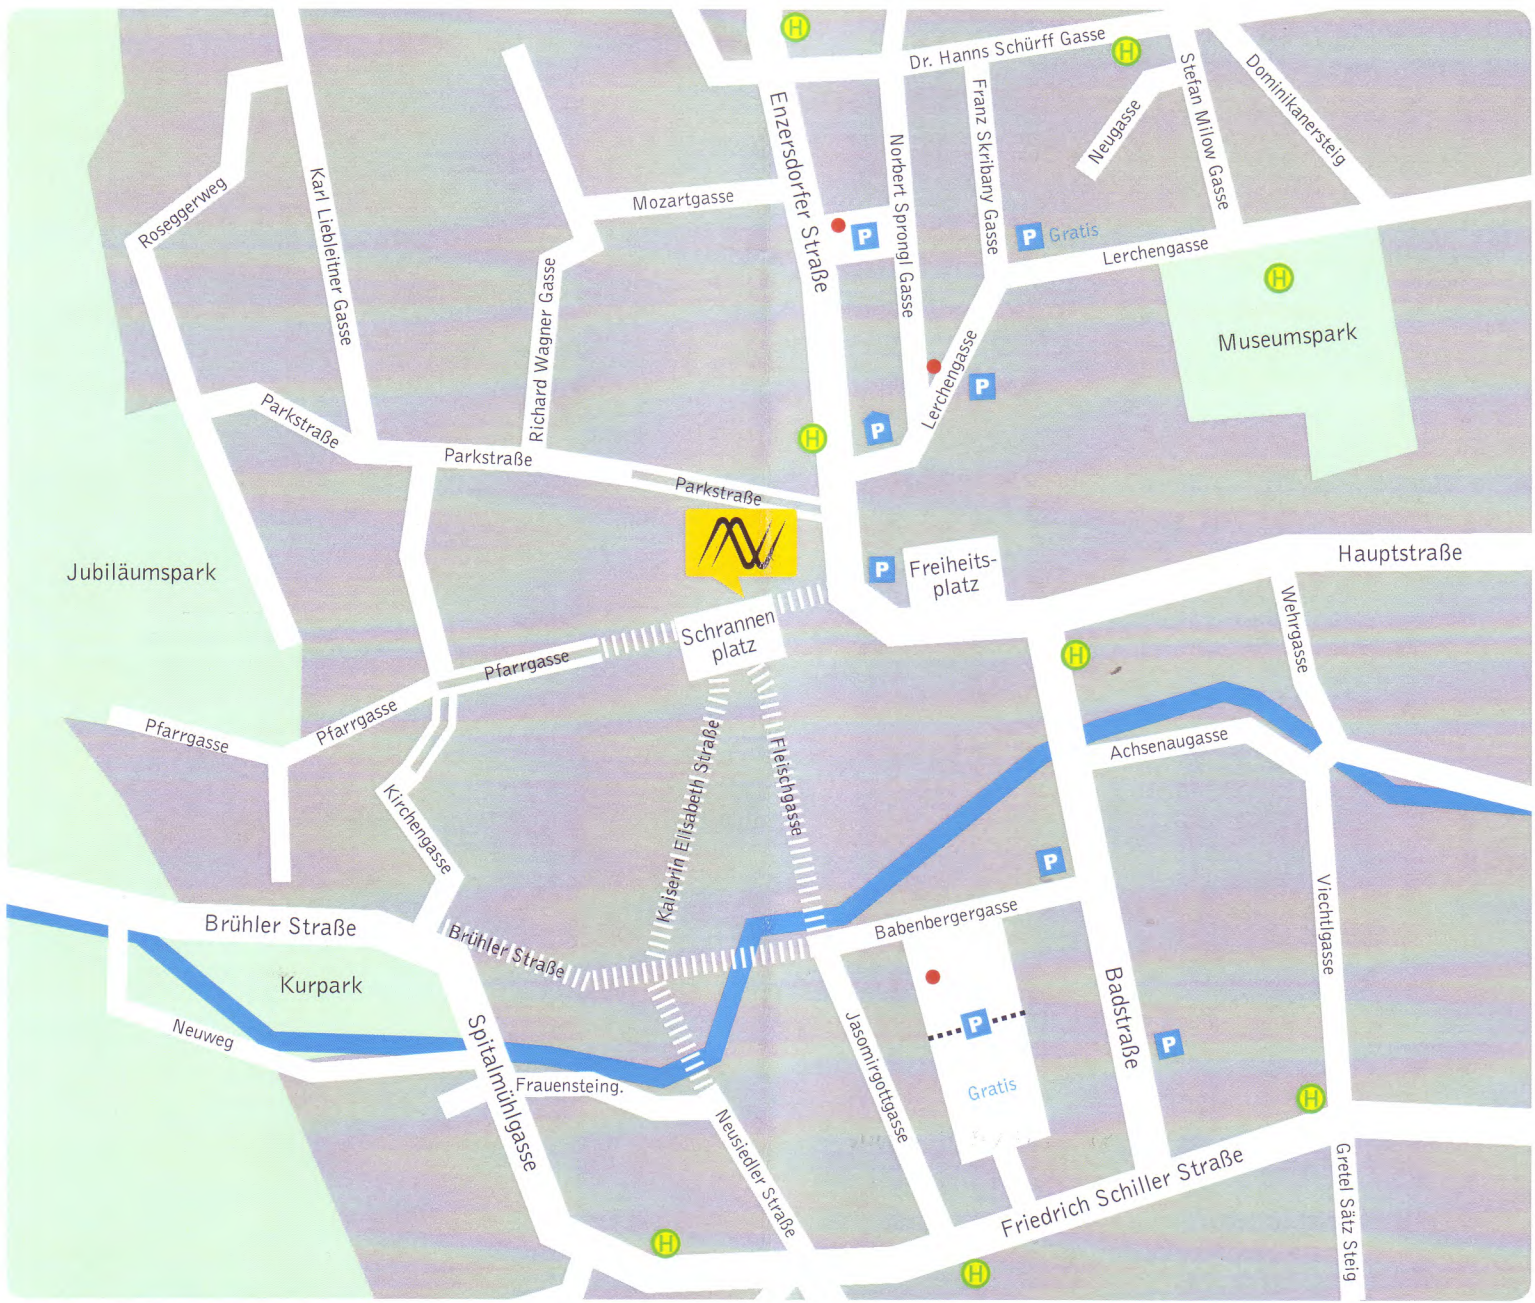 H
Dr. Hanns Schürff Gasse
H
Stefan Milow Gasse
Dominikanersteig
Neugasse
Franz Skribany Gasse
Enzersdorfer Straße
Norbert Sprongl Gasse
Karl Liebleitner Gasse
Roseggerweg
Mozartgasse
P
P Gratis
Lerchengasse
H
Museumspark
Richard Wagner Gasse
Lerchengasse
P
P
H
Parkstraße
Parkstraße
Parkstraße
Jubiläumspark
P
Freiheits-
platz
Hauptstraße
Wehrgasse
Schrannen
platz
H
Pfarrgasse
Pfarrgasse
Pfarrgasse
Kaiserin Elisabeth Straße
Fleischgasse
Achsenaugasse
Kirchengasse
P
Viechtlgasse
Brühler Straße
Brühler Straße
Babenbergergasse
Kurpark
Badstraße
Neuweg
Spitalmühlgasse
Jasomirgottgasse
P
P
Gratis
Frauensteing.
H
Neusiedler Straße
Friedrich Schiller Straße
Gretel Sätz Steig
H
H